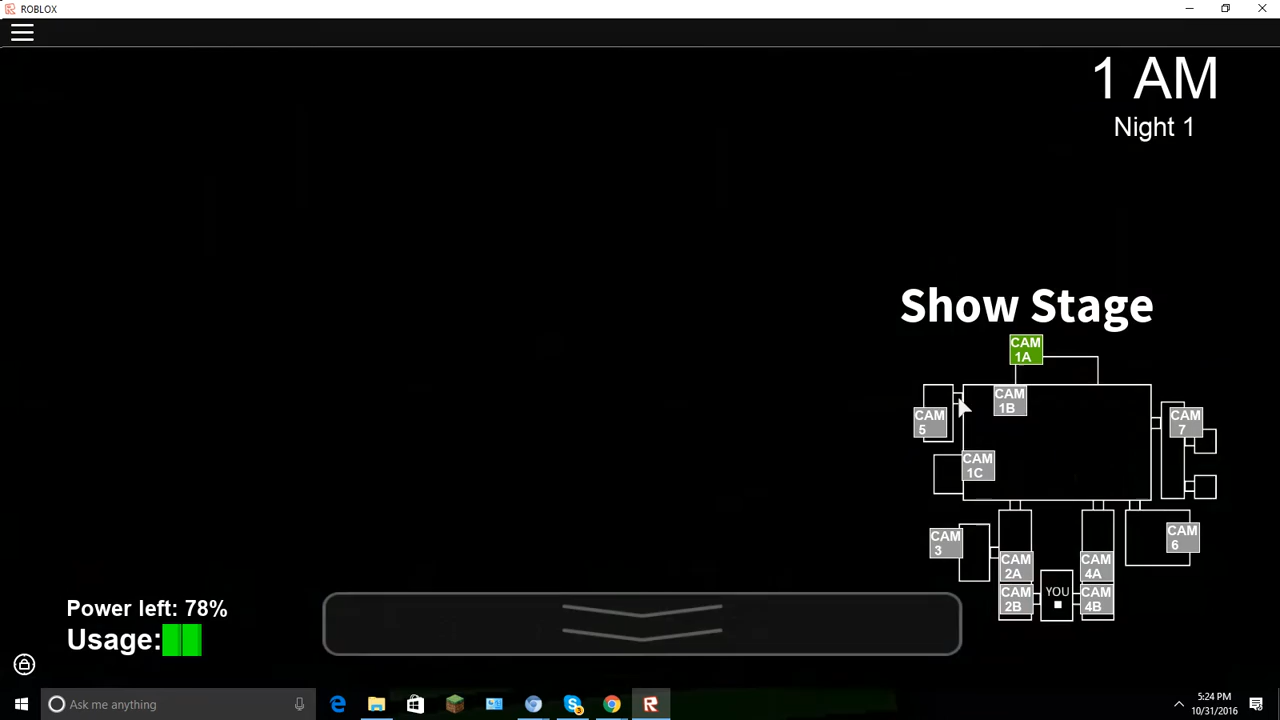 ROBLOX
1 AM
Night 1
Show Stage
CAM
1A
CAM
1B
CAM
5
CAM
7
CAM
1C
CAM
3
CAM
6
CAM
2A
CAM
4A
YOU
CAM
2B
CAM
4B
Power left: 78%
Usage:
Ask me anything
3
5:24 PM
10/31/2016